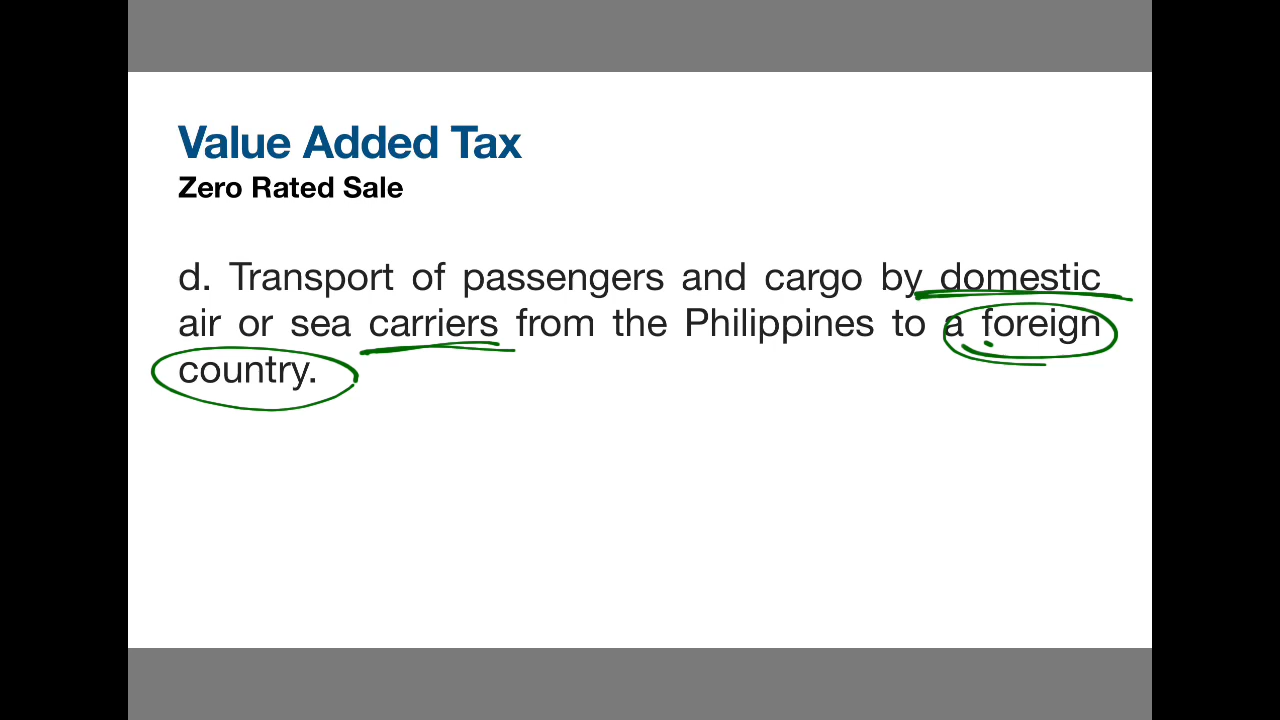 Value Added Tax
Zero Rated Sale
d. Transport of passengers and cargo by domestic
air or sea carriers from the Philippines to a foreign
country.